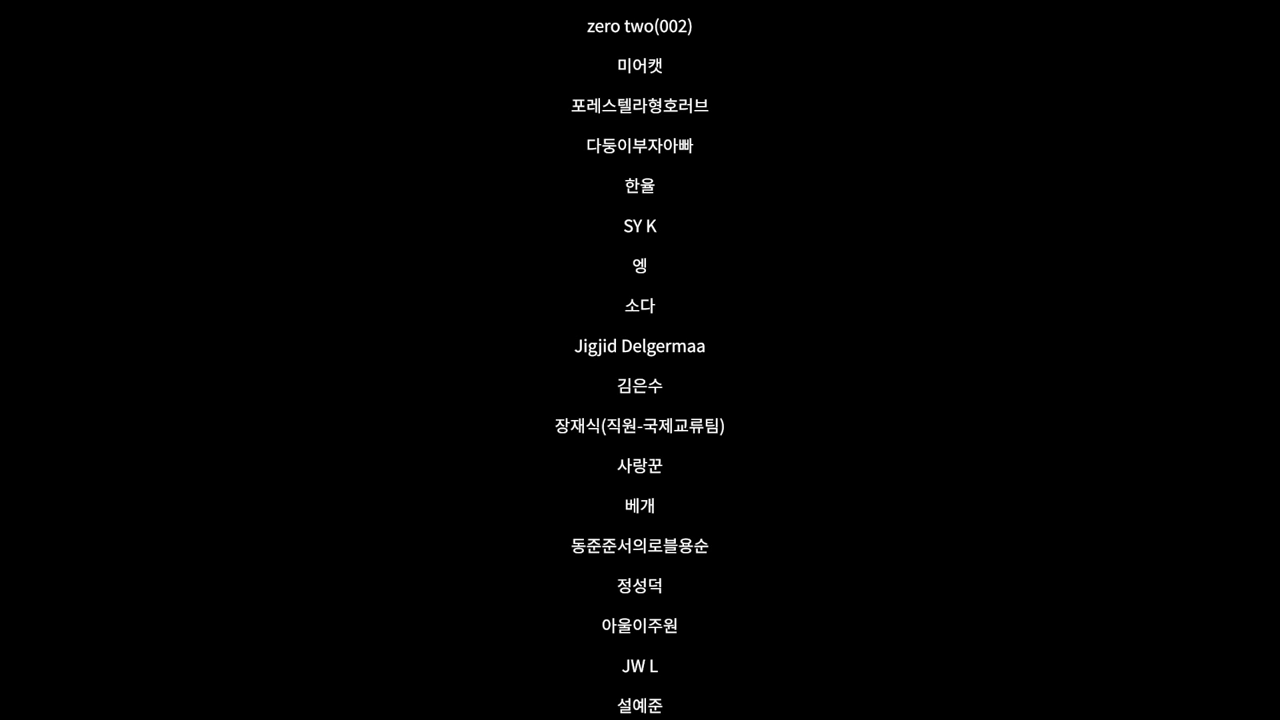 zero two(002)
미어캣
포레스텔라형호러브
다둥이부자아빠
한율
SY K
엥
소다
Jigjid Delgermaa
김은수
장재식(직원-국제교류팀)
사랑꾼
베개
동준준서의로블용순
정성덕
아울이주원
JW L
설예준